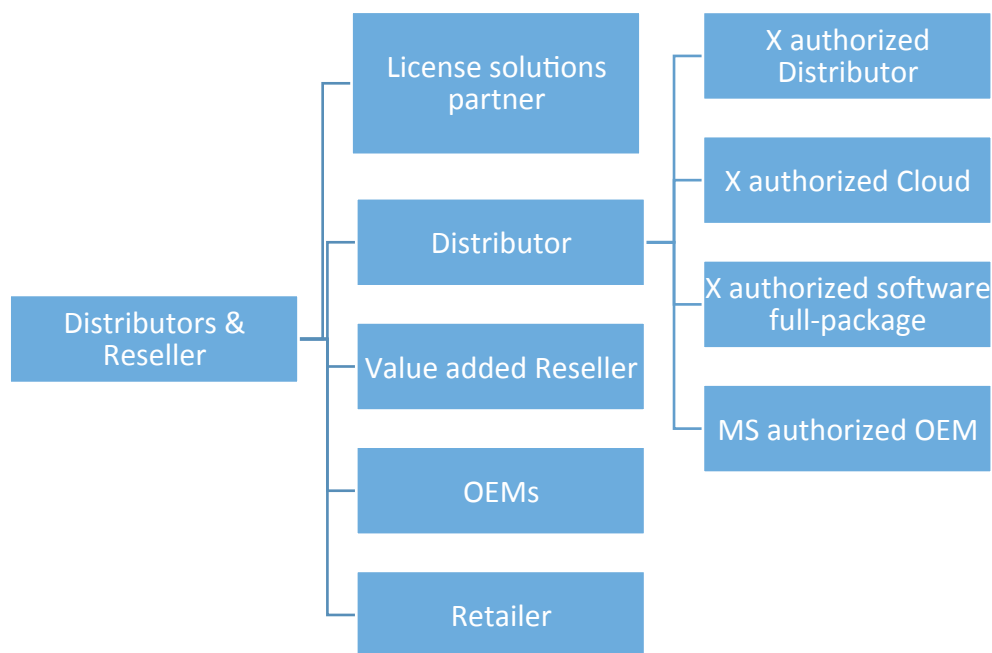 Distributors &
Reseller
License solutions
partner
Distributor
Value added Reseller
OEMs
Retailer
X authorized
Distributor
X authorized Cloud
X authorized software
full-package
MS authorized OEM